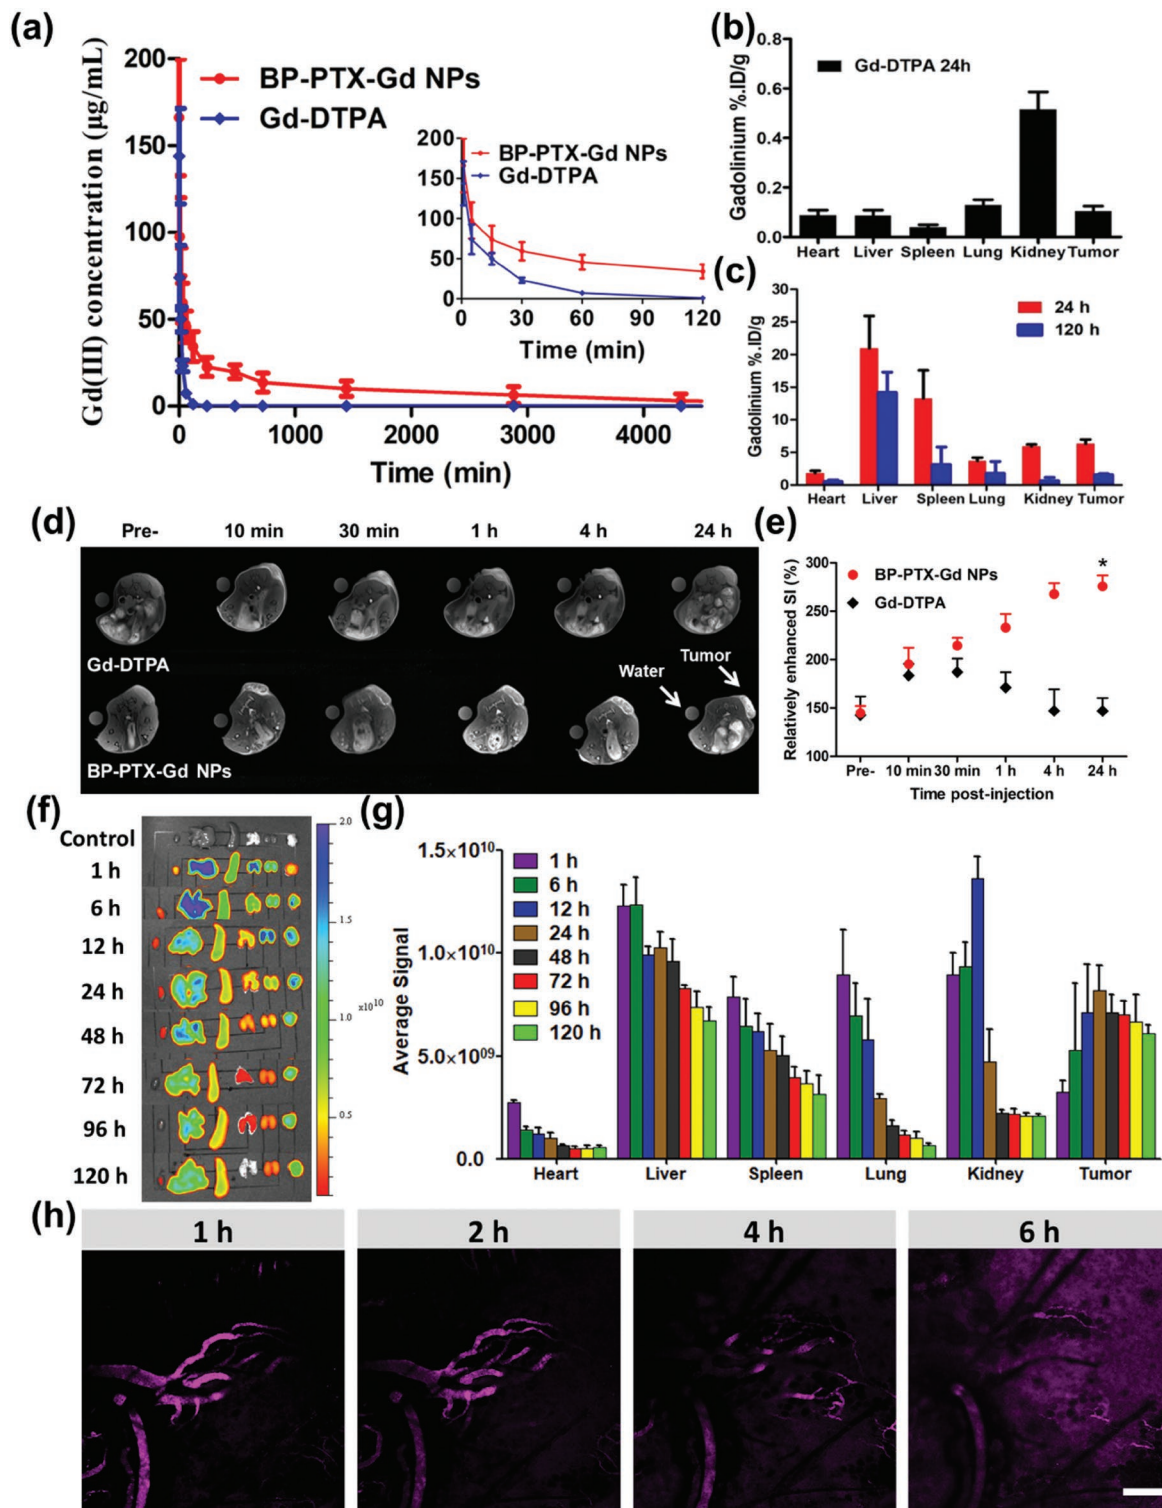 (a)
Gd(III) concentration (µg/mL)
200
150
100
50
0
BP-PTX-Gd NPs
Gd-DTPA
0 1000 2000 3000 4000
Time (min)
200
150
100
50
0
BP-PTX-Gd NPs
Gd-DTPA
0 30 60 90 120
Time (min)
(b)
Gadolinium %.ID/g
0.8
0.6
0.4
0.2
0.0
Gd-DTPA 24h
Heart Liver Spleen Lung Kidney Tumor
(c)
Gadolinium %.ID/g
30
25
20
15
10
5
0
24 h
120 h
Heart Liver Spleen Lung Kidney Tumor
(d)
Pre- 10 min 30 min 1 h 4 h 24 h
Gd-DTPA
Water
Tumor
BP-PTX-Gd NPs
(e)
Relatively enhanced SI (%)
300
250
200
150
100
BP-PTX-Gd NPs
Gd-DTPA
*
Pre- 10 min 30 min 1 h 4 h 24 h
Time post-injection
(f)
Control
1 h
6 h
12 h
24 h
48 h
72 h
96 h
120 h
2.0
1.5
x10^10
1.0
0.5
(g)
Average Signal
1.5×10^10
1.0×10^10
5.0×10^09
0.0
1 h
6 h
12 h
24 h
48 h
72 h
96 h
120 h
Heart Liver Spleen Lung Kidney Tumor
(h)
1 h 2 h 4 h 6 h